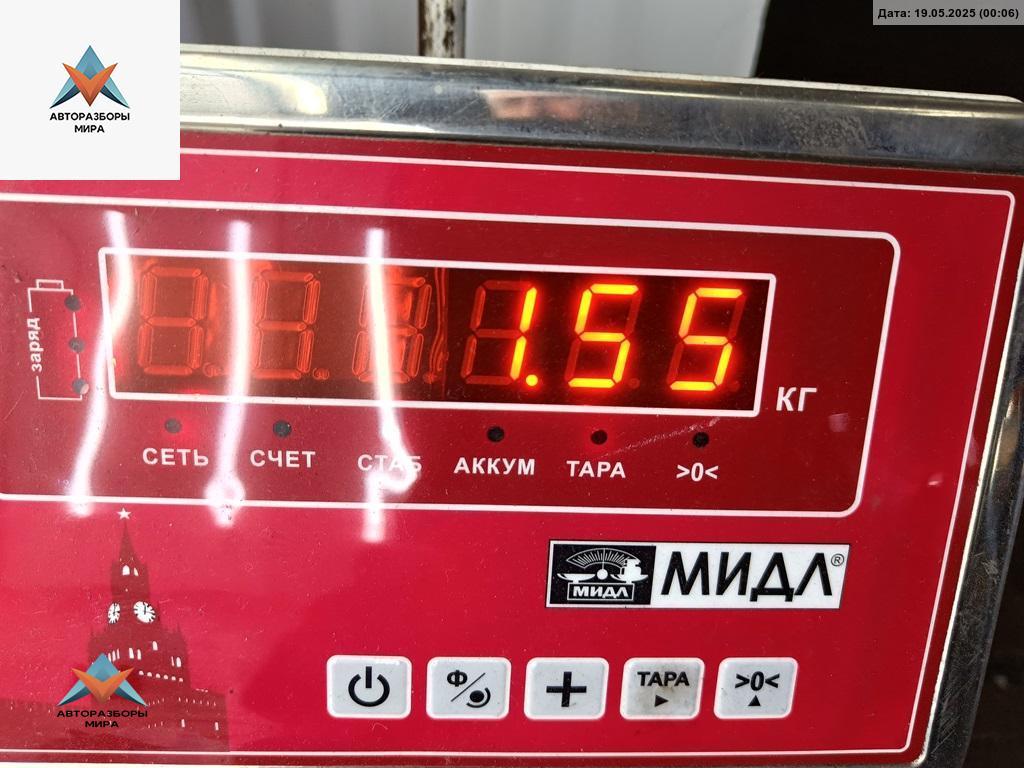 Дата: 19.05.2025 (00:06)
АВТОРАЗБОРЫ
МИРА
заряд
1.55
КГ
СЕТЬ СЧЕТ СТАБ АККУМ ТАРА >0<
МИДЛ МИДЛ®
Ф ТАРА >0<
АВТОРАЗБОРЫ
МИРА